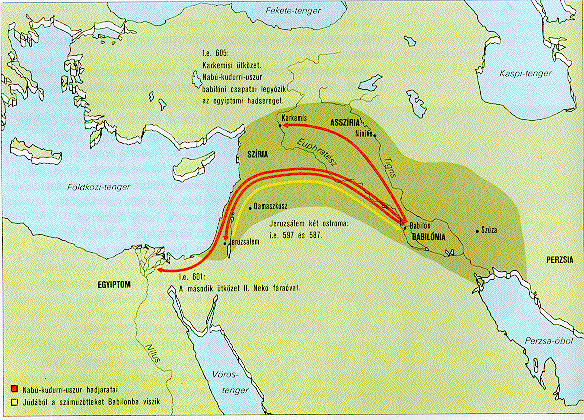 Fekete-tenger
I.e. 605:
Karkemisi ütközet.
Nabú-kudurri-uszur
babilóni csapatai legyőzik
az egyiptomi hadsereget.
Kaspi-tenger
Karkemis
ASSZÍRIA
Ninive
Euphratesz
Tigris
SZÍRIA
Földközi-tenger
Damaszkusz
Jeruzsálem két ostroma:
i.e. 597 és 587.
Babilon
BABILÓNIA
Szúza
PERZSIA
Jeruzsálem
I.e. 601:
A második ütközet II. Nekó fáraóval.
EGYIPTOM
Nílus
Vörös-
tenger
Perzsa-öböl
Nabú-kudurri-uszur hadjáratai
Júdából a száműzötteket Babilonba viszik